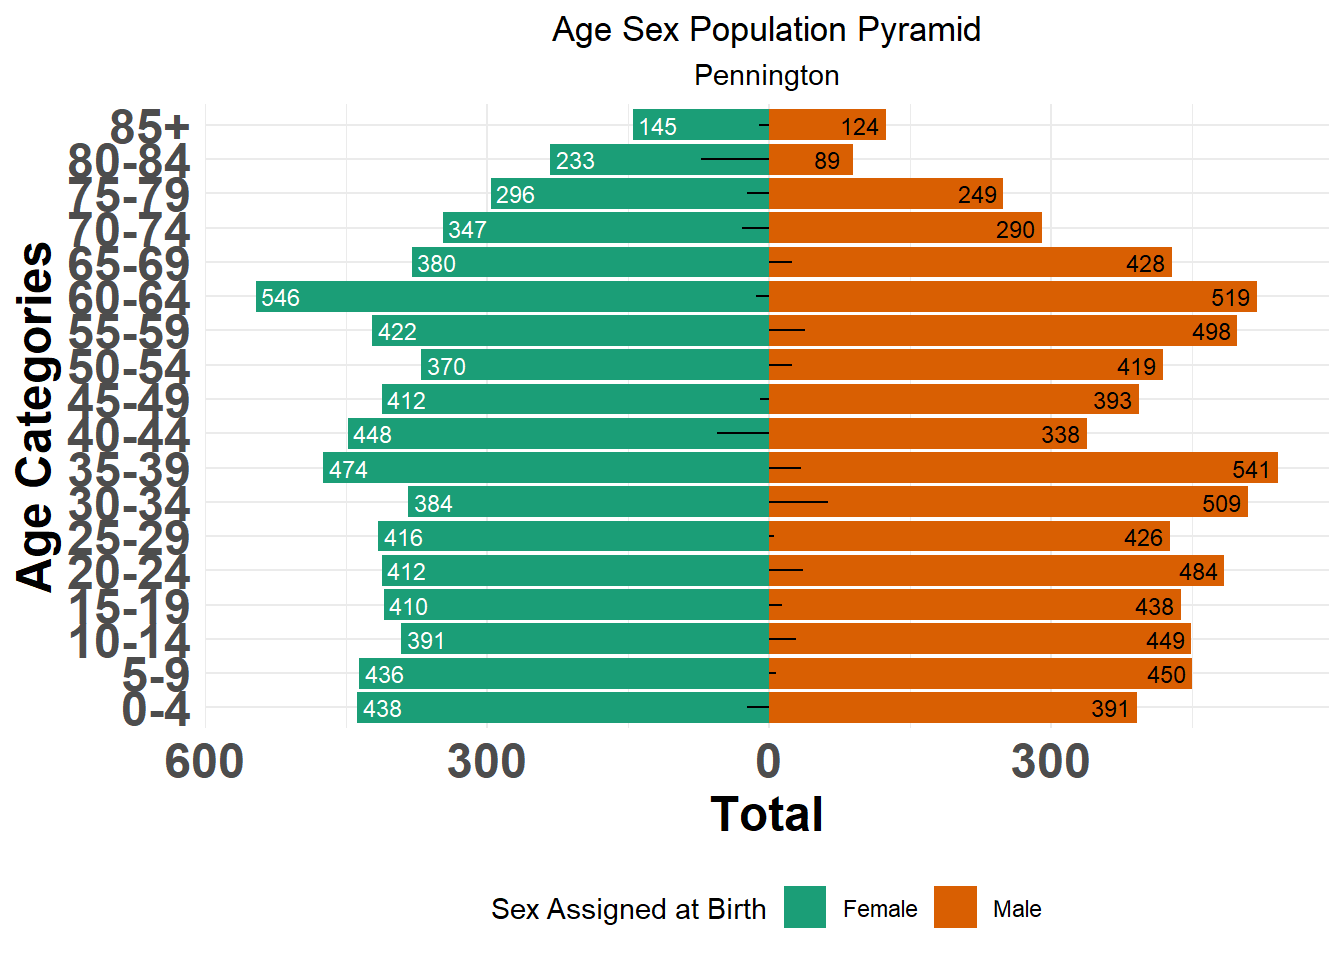 Age Sex Population Pyramid
Pennington
Age Categories
85+ 145 124
80-84 233 89
75-79 296 249
70-74 347 290
65-69 380 428
60-64 546 519
55-59 422 498
50-54 370 419
45-49 412 393
40-44 448 338
35-39 474 541
30-34 384 509
25-29 416 426
20-24 412 484
15-19 410 438
10-14 391 449
5-9 436 450
0-4 438 391
600 300 0 300
Total
Sex Assigned at Birth Female Male